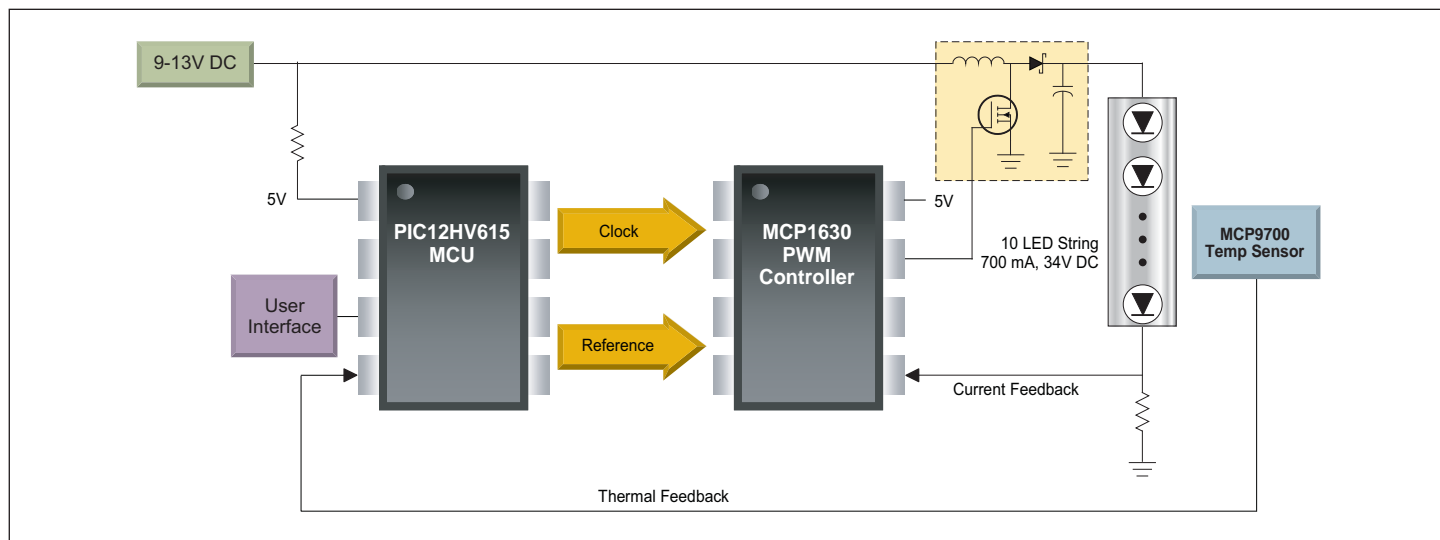 9-13V DC
5V
PIC12HV615
MCU
Clock
Reference
MCP1630
PWM
Controller
5V
10 LED String
700 mA, 34V DC
MCP9700
Temp Sensor
User
Interface
Current Feedback
Thermal Feedback